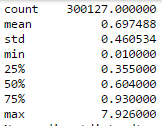 count    300127.000000
mean          0.697488
std           0.460534
min           0.010000
25%           0.355000
50%           0.604000
75%           0.930000
max           7.926000